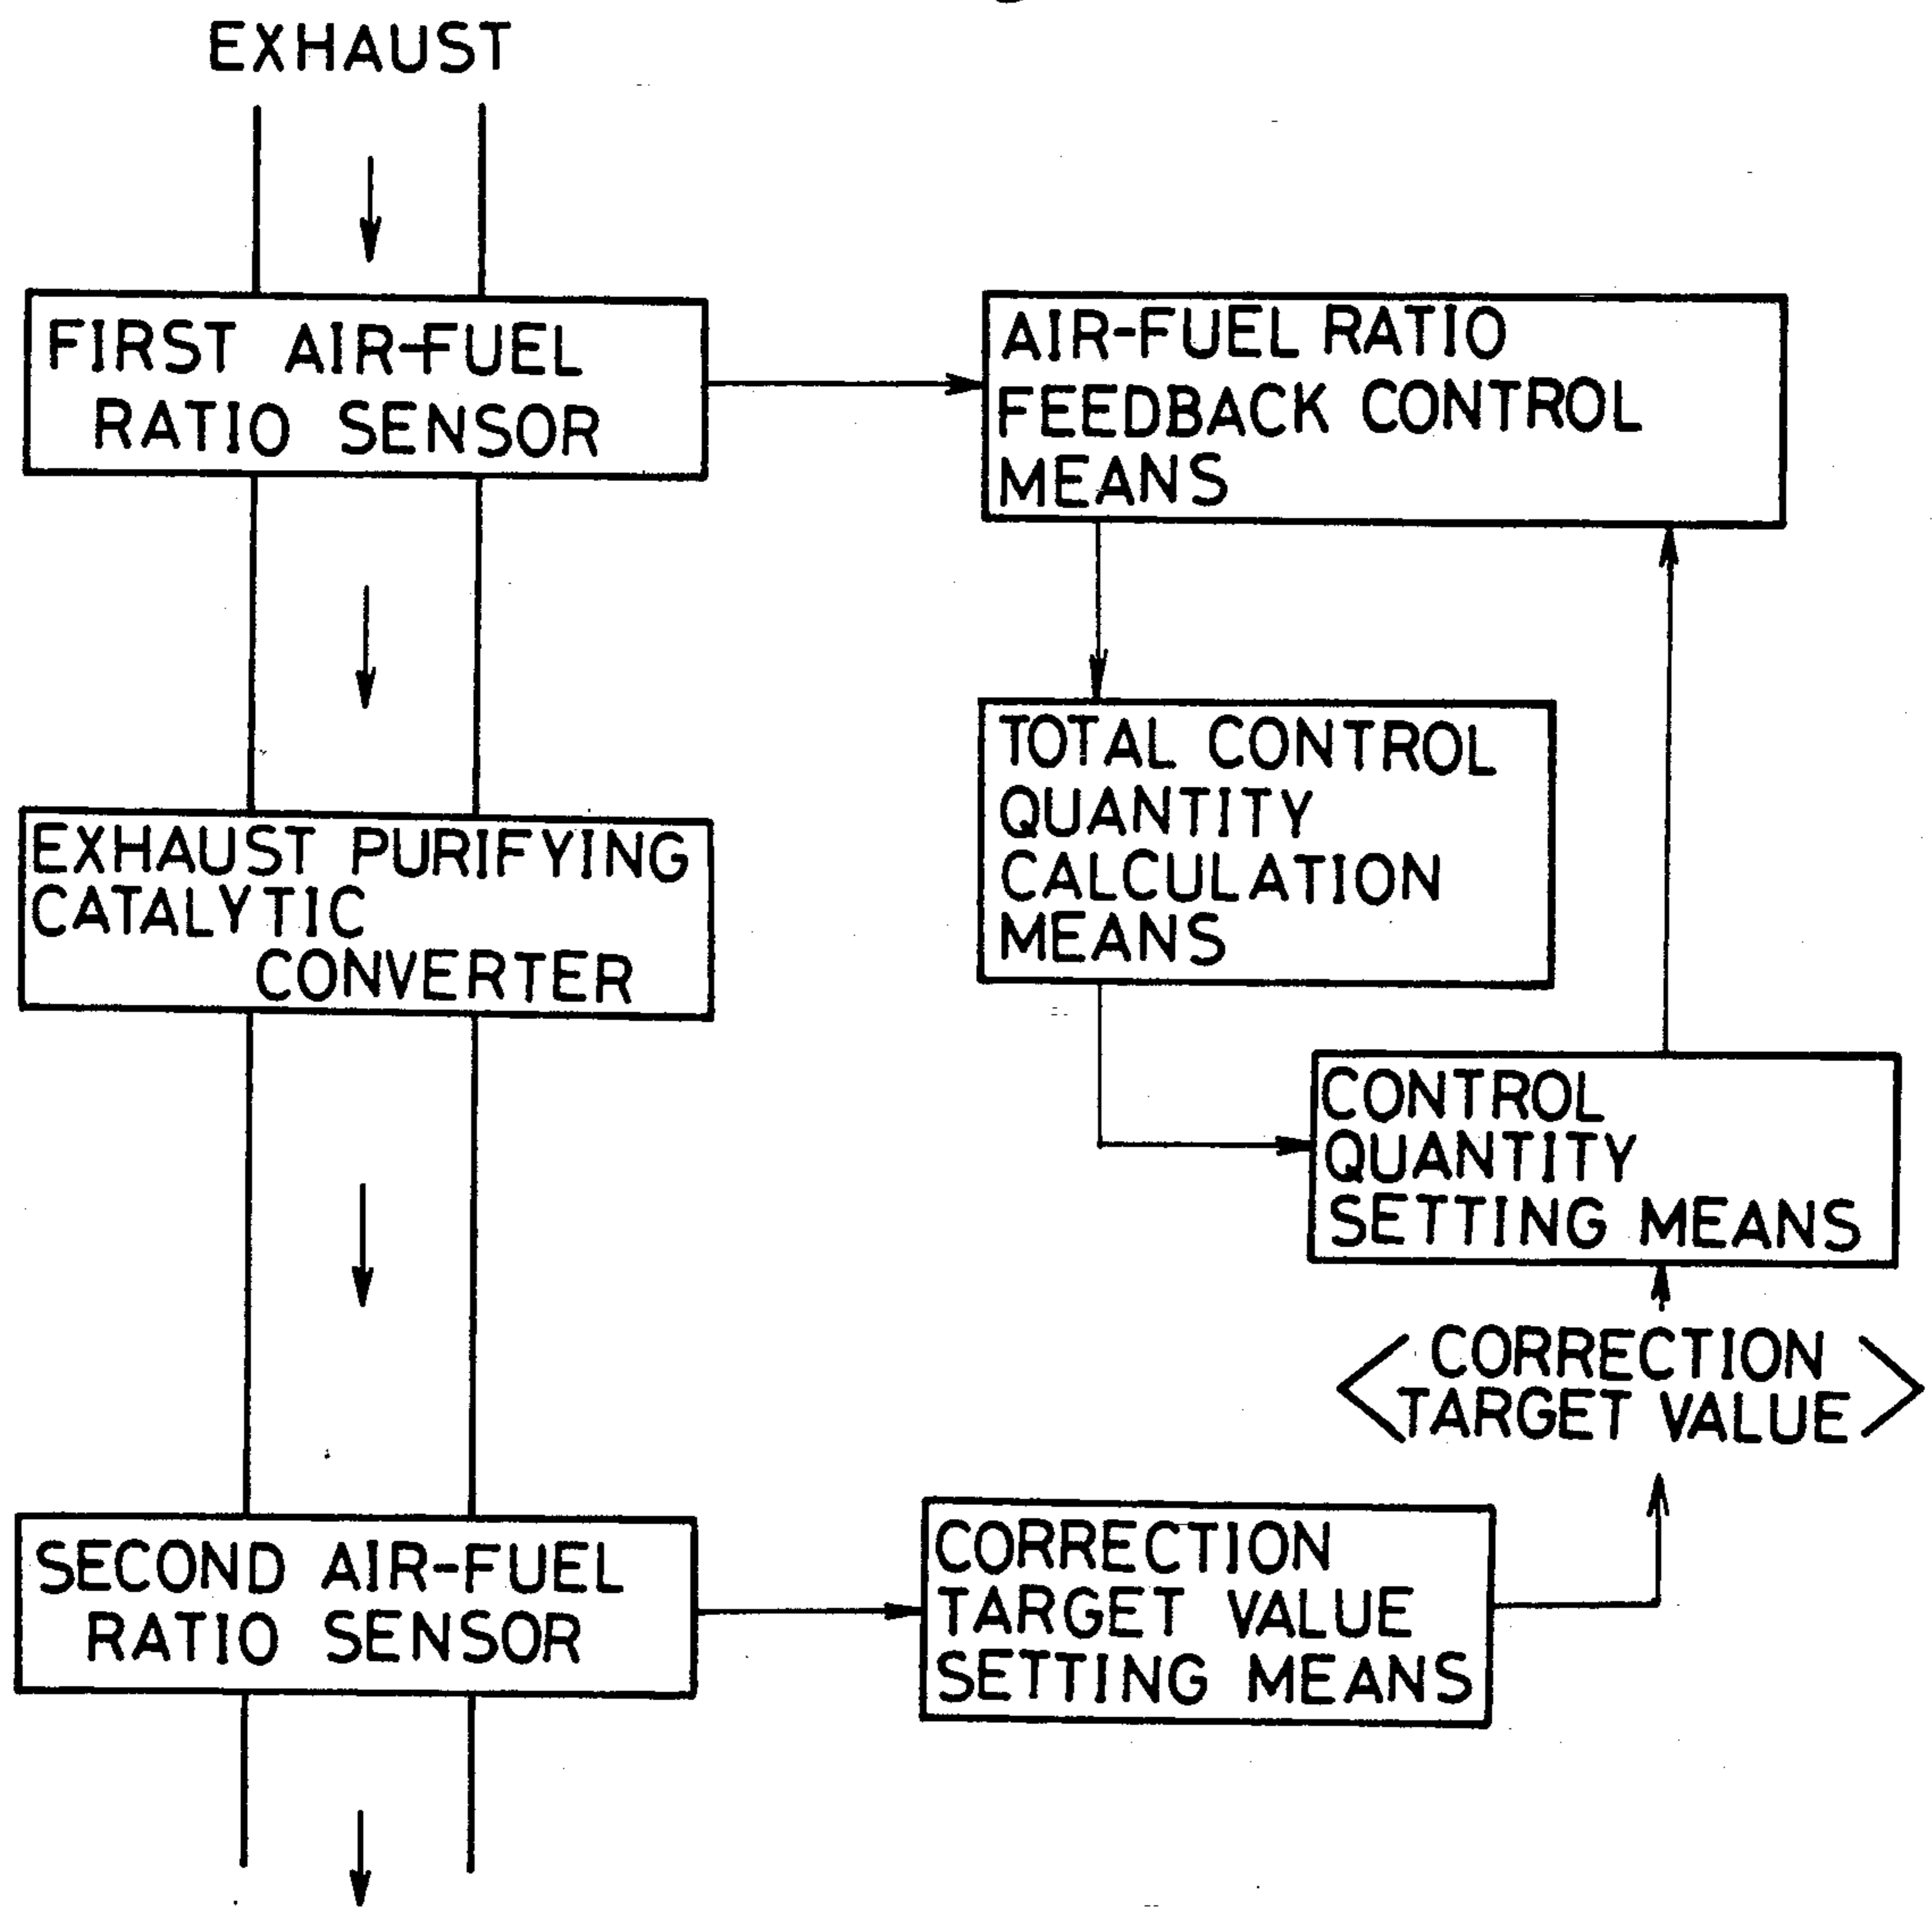 EXHAUST
FIRST AIR-FUEL
RATIO SENSOR
AIR-FUEL RATIO
FEEDBACK CONTROL
MEANS
TOTAL CONTROL
QUANTITY
CALCULATION
MEANS
EXHAUST PURIFYING
CATALYTIC
CONVERTER
CONTROL
QUANTITY
SETTING MEANS
CORRECTION
TARGET VALUE
SECOND AIR-FUEL
RATIO SENSOR
CORRECTION
TARGET VALUE
SETTING MEANS